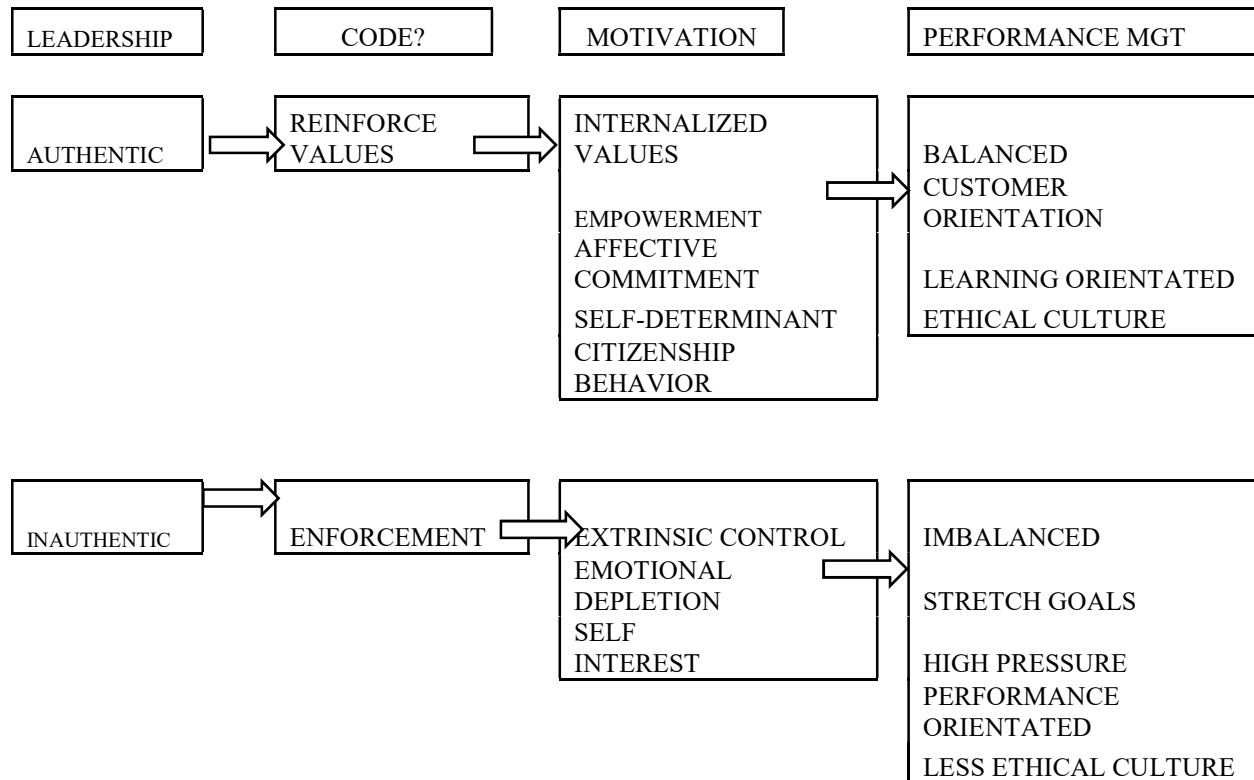 LEADERSHIP
CODE?
MOTIVATION
PERFORMANCE MGT
AUTHENTIC
REINFORCE
VALUES
INTERNALIZED
VALUES
EMPOWERMENT
AFFECTIVE
COMMITMENT
SELF-DETERMINANT
CITIZENSHIP
BEHAVIOR
BALANCED
CUSTOMER
ORIENTATION
LEARNING ORIENTATED
ETHICAL CULTURE
INAUTHENTIC
ENFORCEMENT
EXTRINSIC CONTROL
EMOTIONAL
DEPLETION
SELF
INTEREST
IMBALANCED
STRETCH GOALS
HIGH PRESSURE
PERFORMANCE
ORIENTATED
LESS ETHICAL CULTURE